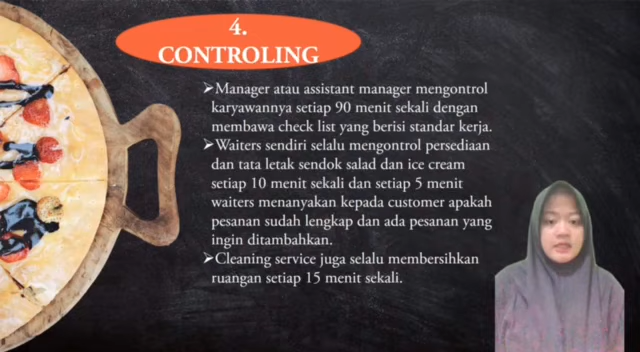 4.
CONTROLING
➢Manager atau assistant manager mengontrol
karyawannya setiap 90 menit sekali dengan
membawa check list yang berisi standar kerja.
➢Waiters sendiri selalu mengontrol persediaan
dan tata letak sendok salad dan ice cream
setiap 10 menit sekali dan setiap 5 menit
waiters menanyakan kepada customer apakah
pesanan sudah lengkap dan ada pesanan yang
ingin ditambahkan.
➢Cleaning service juga selalu membersihkan
ruangan setiap 15 menit sekali.